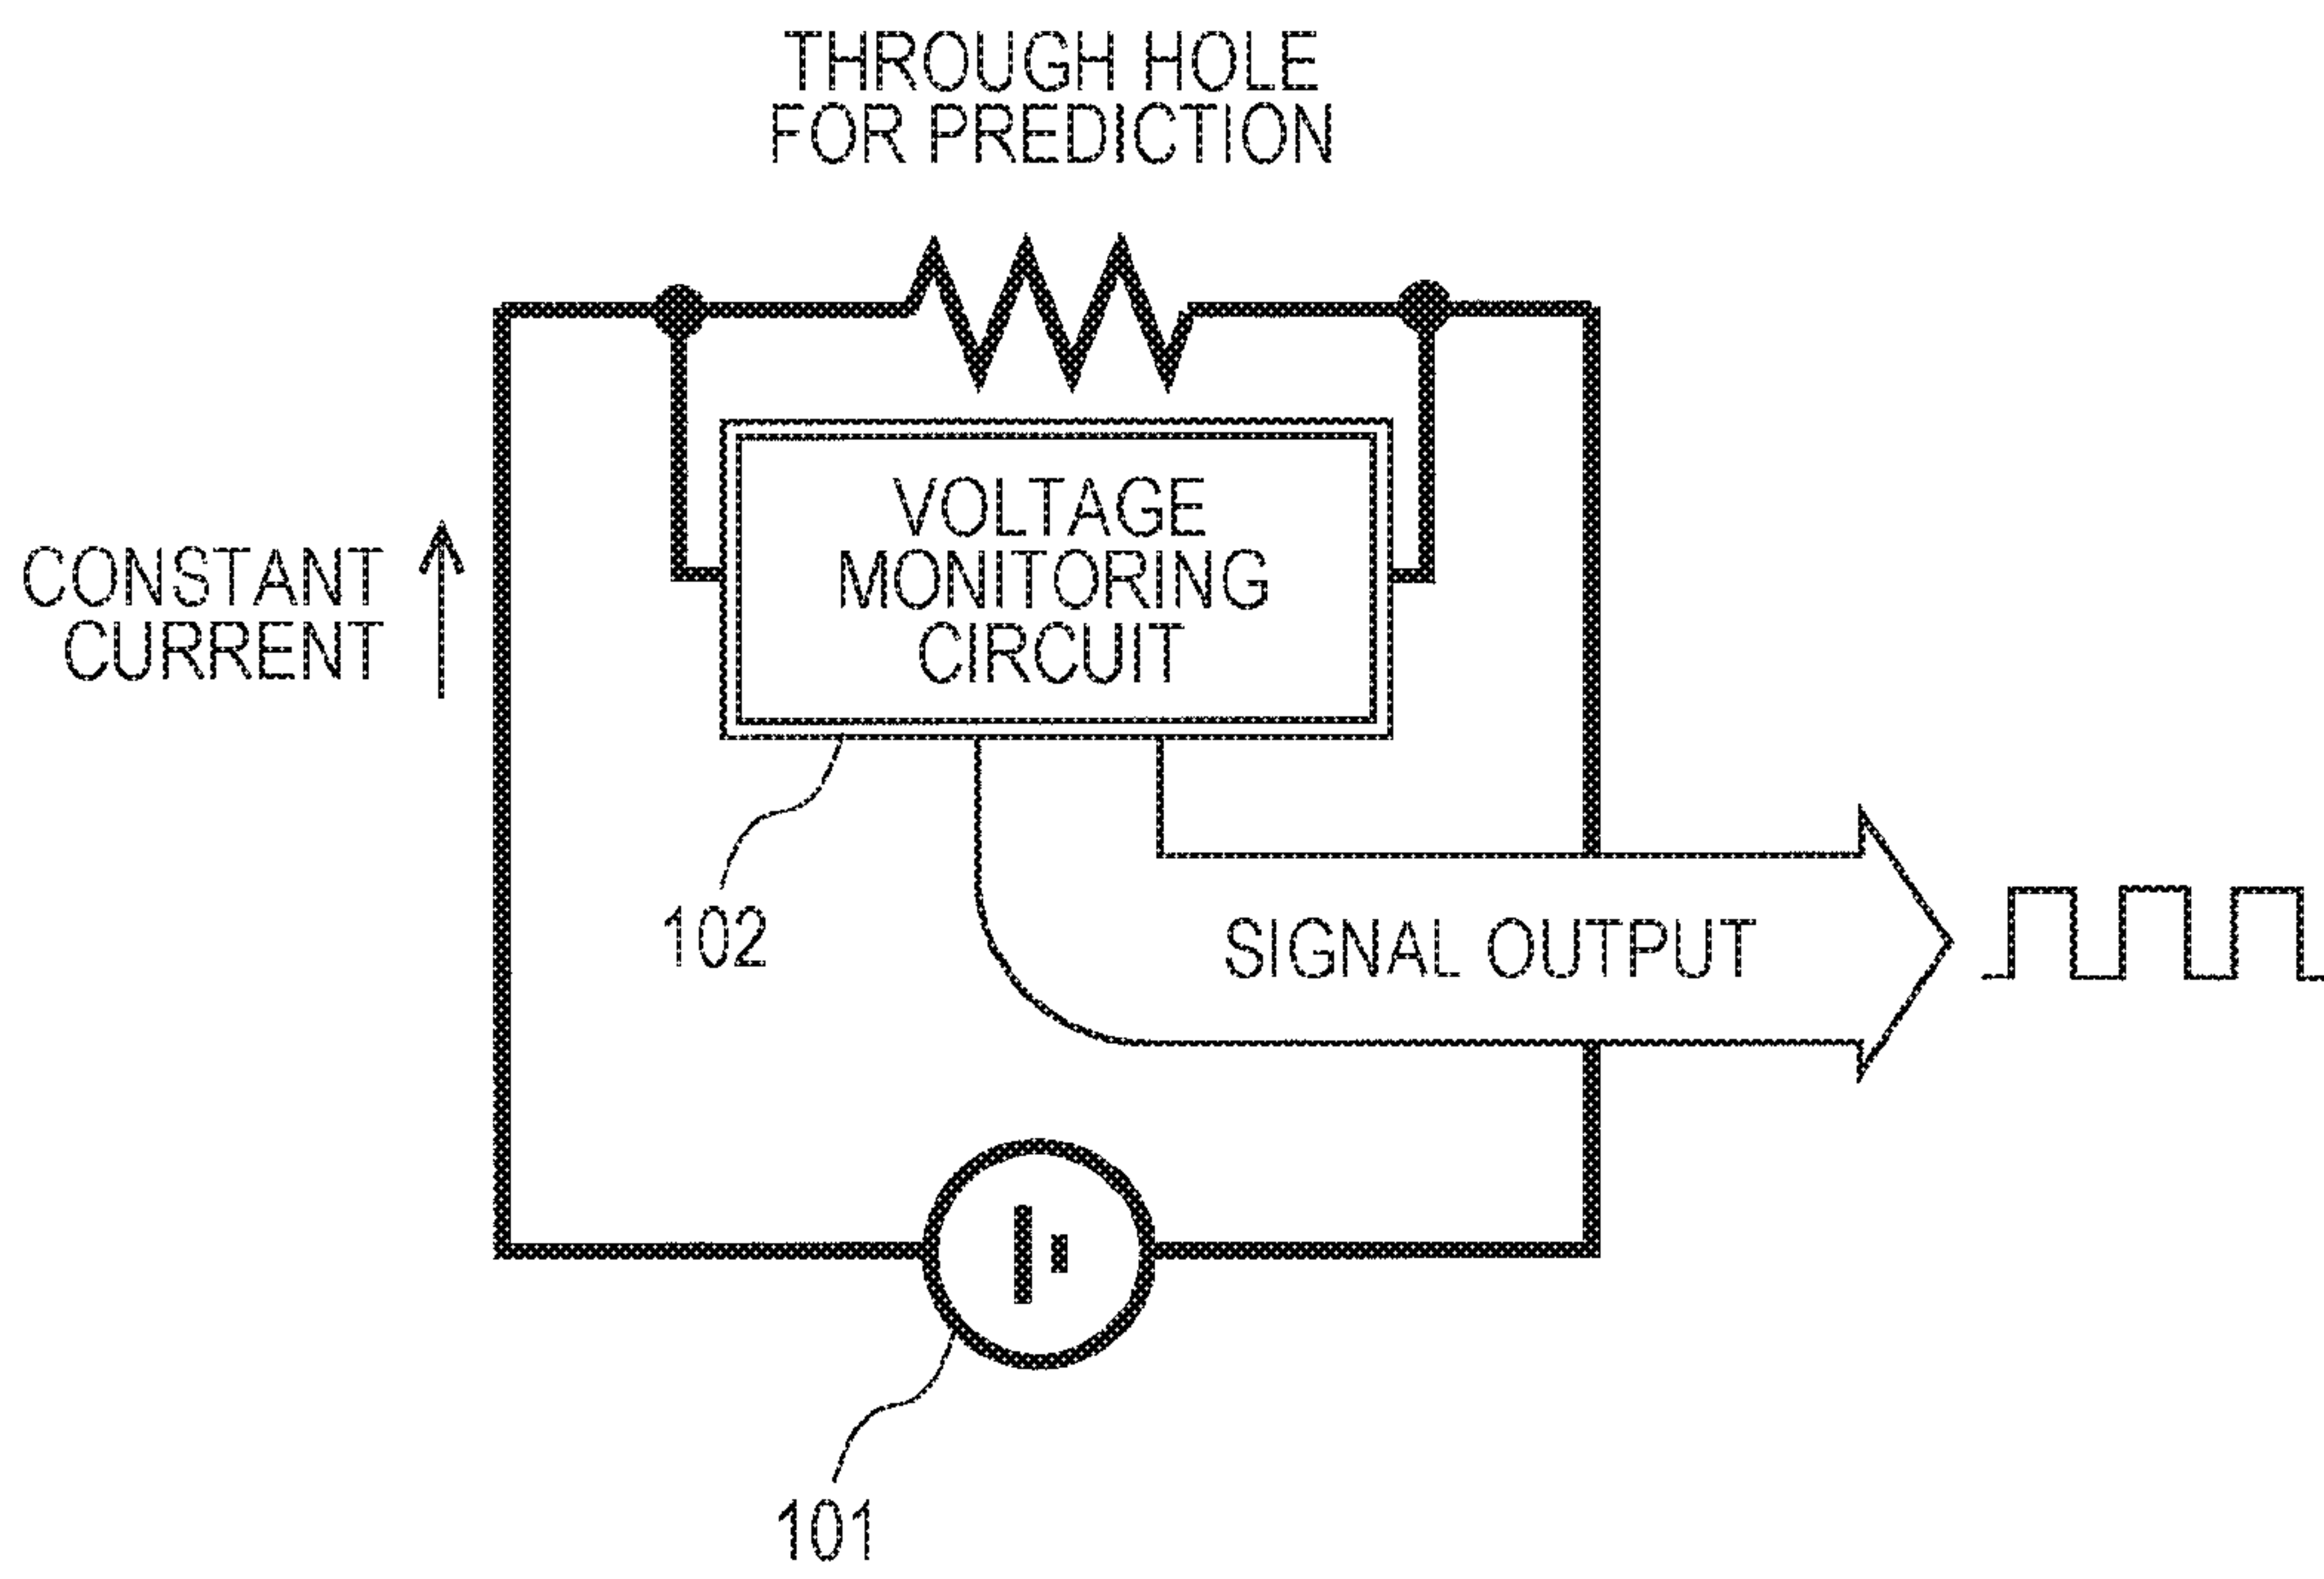 THROUGH HOLE
FOR PREDICTION
VOLTAGE
MONITORING
CIRCUIT
CONSTANT
CURRENT
102
SIGNAL OUTPUT
101